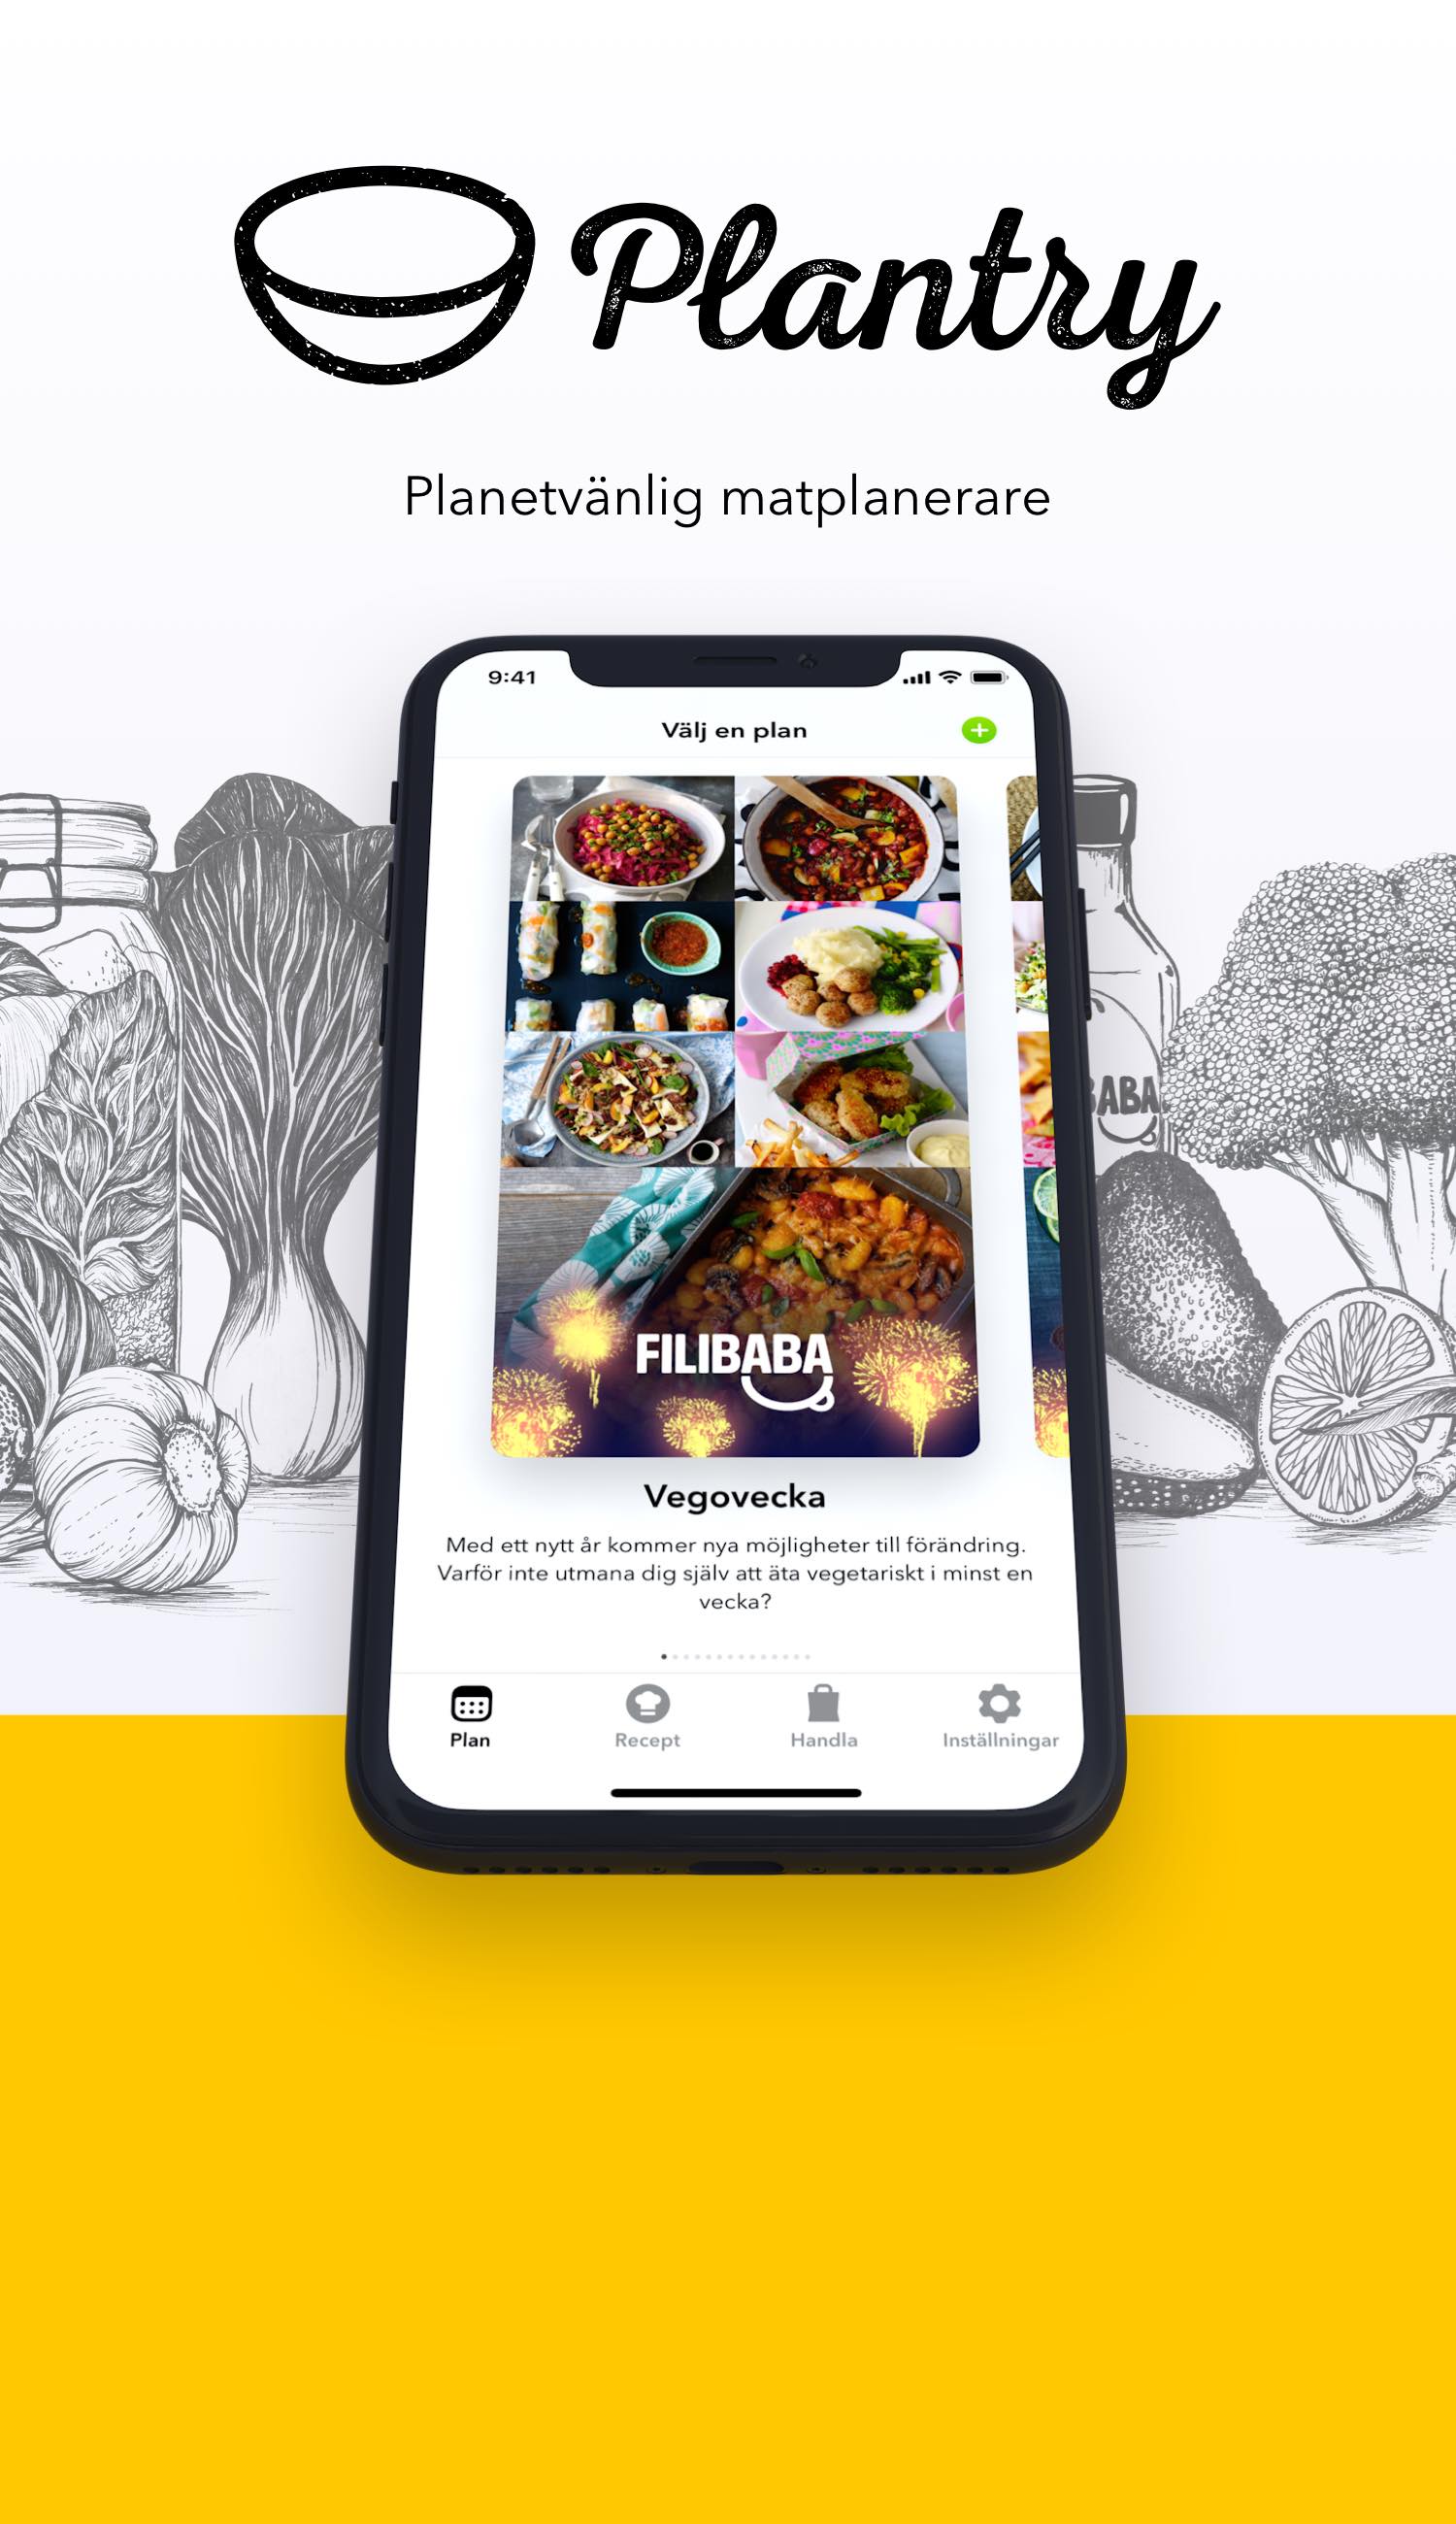 Plantry
Planetvänlig matplanerare
9:41
Välj en plan
BABA
FILIBABA
Vegovecka
Med ett nytt år kommer nya möjligheter till förändring.
Varför inte utmana dig själv att äta vegetariskt i minst en
vecka?
Plan
Recept
Handla
Inställningar